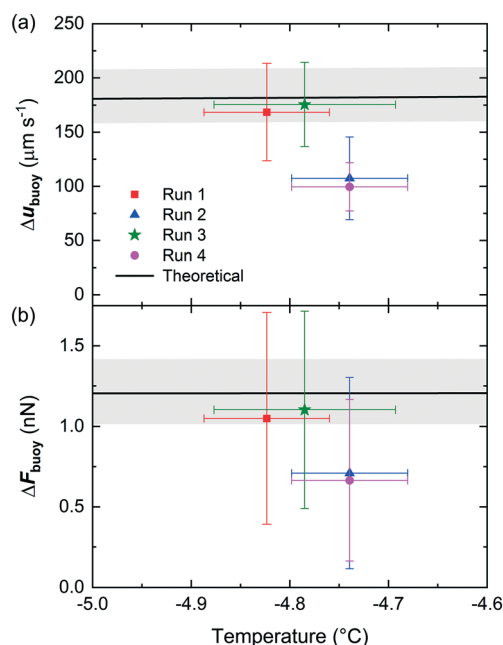 (a)
250
200
150
100
50
0
Δu_buoy (μm s⁻¹)
Run 1
Run 2
Run 3
Run 4
Theoretical
(b)
1.5
1.0
0.5
0.0
ΔF_buoy (nN)
-5.0 -4.9 -4.8 -4.7 -4.6
Temperature (°C)